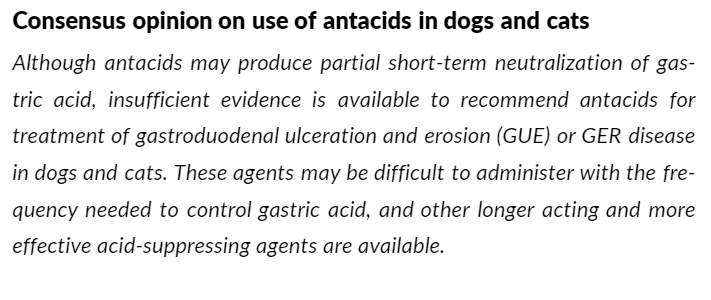 Consensus opinion on use of antacids in dogs and cats
Although antacids may produce partial short-term neutralization of gas-
tric acid, insufficient evidence is available to recommend antacids for
treatment of gastroduodenal ulceration and erosion (GUE) or GER disease
in dogs and cats. These agents may be difficult to administer with the fre-
quency needed to control gastric acid, and other longer acting and more
effective acid-suppressing agents are available.